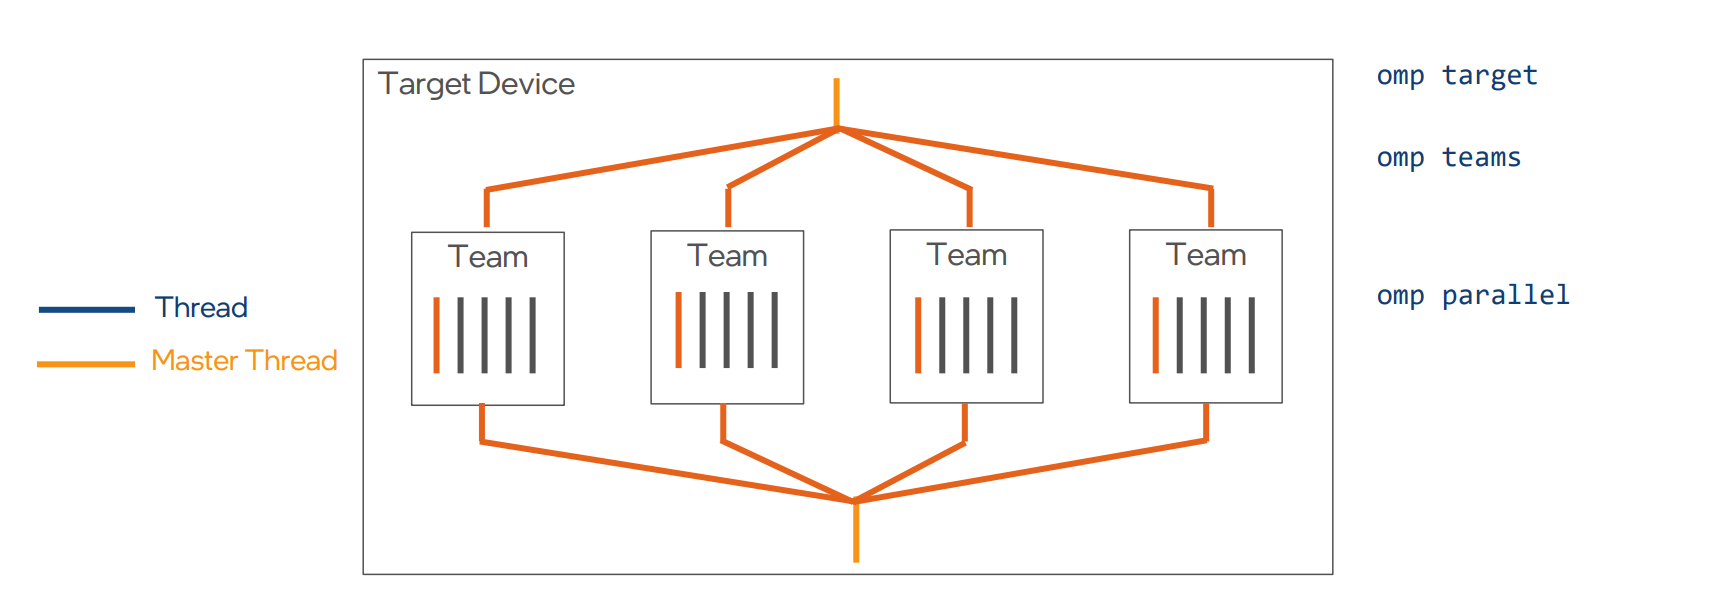 Target Device
omp target
omp teams
Team
Team
Team
Team
Thread
omp parallel
Master Thread